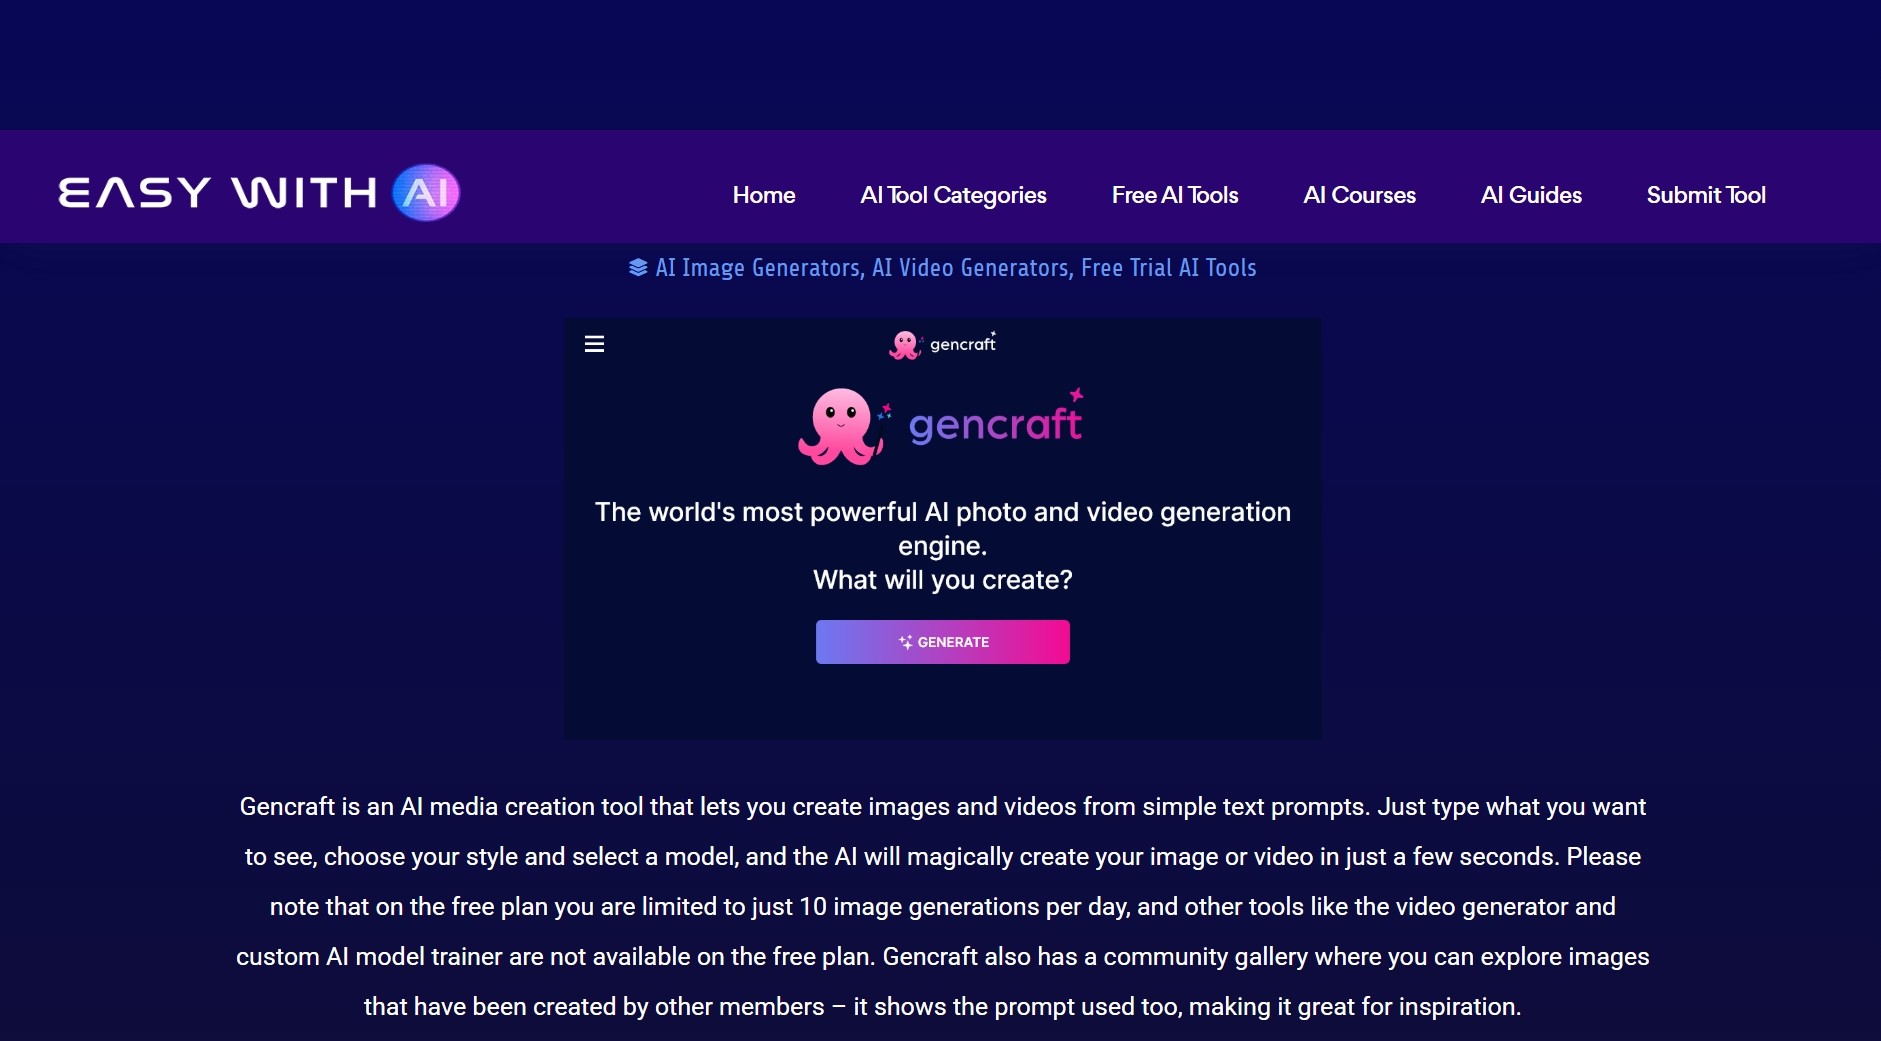 EASY WITH AI
Home
AI Tool Categories
Free AI Tools
AI Courses
AI Guides
Submit Tool
AI Image Generators, AI Video Generators, Free Trial AI Tools
gencraft
gencraft
The world's most powerful AI photo and video generation
engine.
What will you create?
GENERATE
Gencraft is an AI media creation tool that lets you create images and videos from simple text prompts. Just type what you want
to see, choose your style and select a model, and the AI will magically create your image or video in just a few seconds. Please
note that on the free plan you are limited to just 10 image generations per day, and other tools like the video generator and
custom AI model trainer are not available on the free plan. Gencraft also has a community gallery where you can explore images
that have been created by other members – it shows the prompt used too, making it great for inspiration.